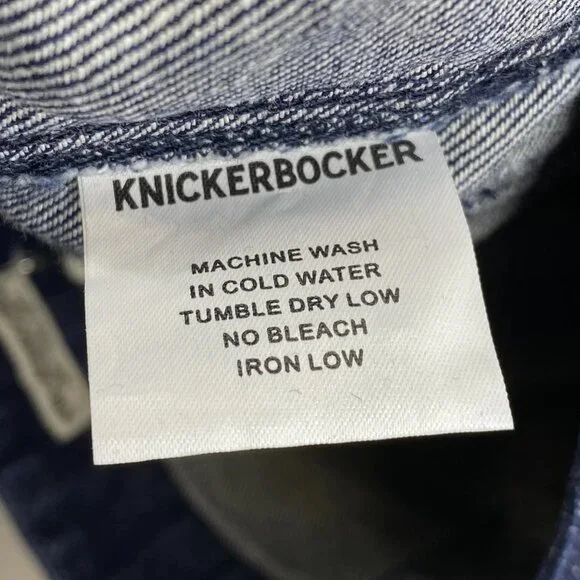 KNICKERBOCKER
MACHINE WASH
IN COLD WATER
TUMBLE DRY LOW
NO BLEACH
IRON LOW